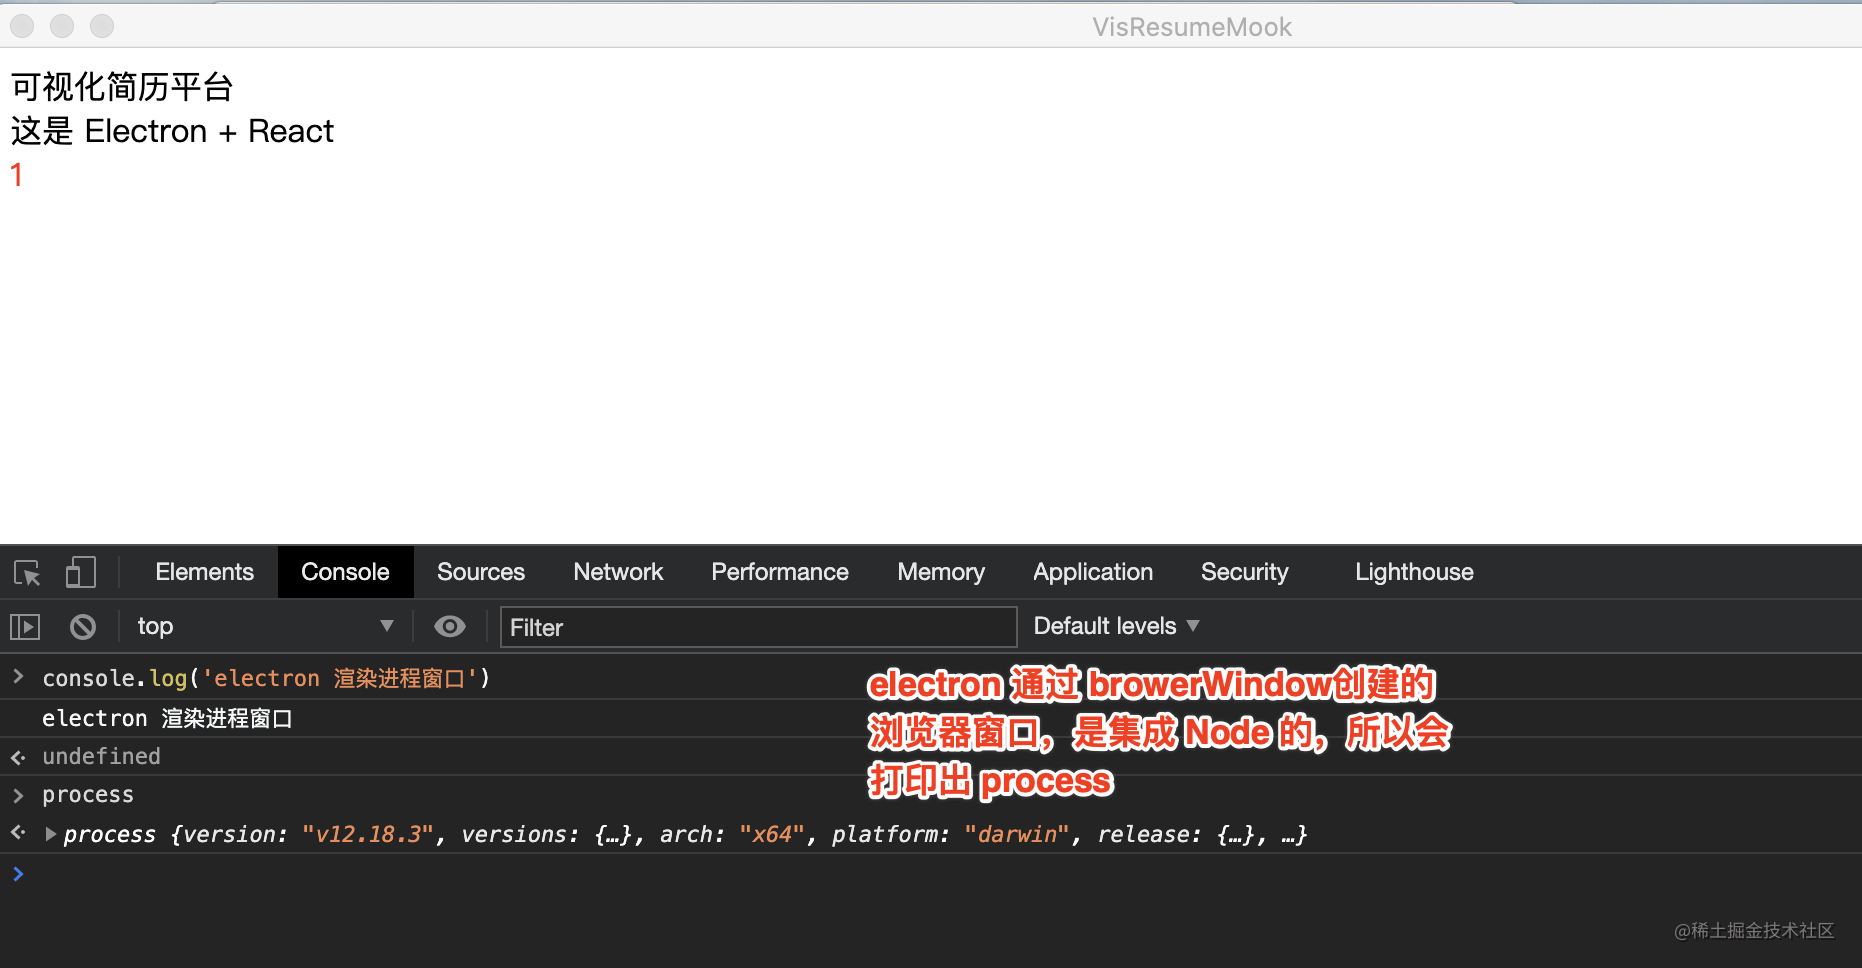 VisResumeMook
可视化简历平台
这是 Electron + React
1
Elements Console Sources Network Performance Memory Application Security Lighthouse
top Filter Default levels
console.log('electron 渲染进程窗口')
electron 渲染进程窗口
undefined
process
process {version: "v12.18.3", versions: {…}, arch: "x64", platform: "darwin", release: {…}, …}
electron 通过 browerWindow创建的
浏览器窗口，是集成 Node 的，所以会
打印出 process
@稀土掘金技术社区